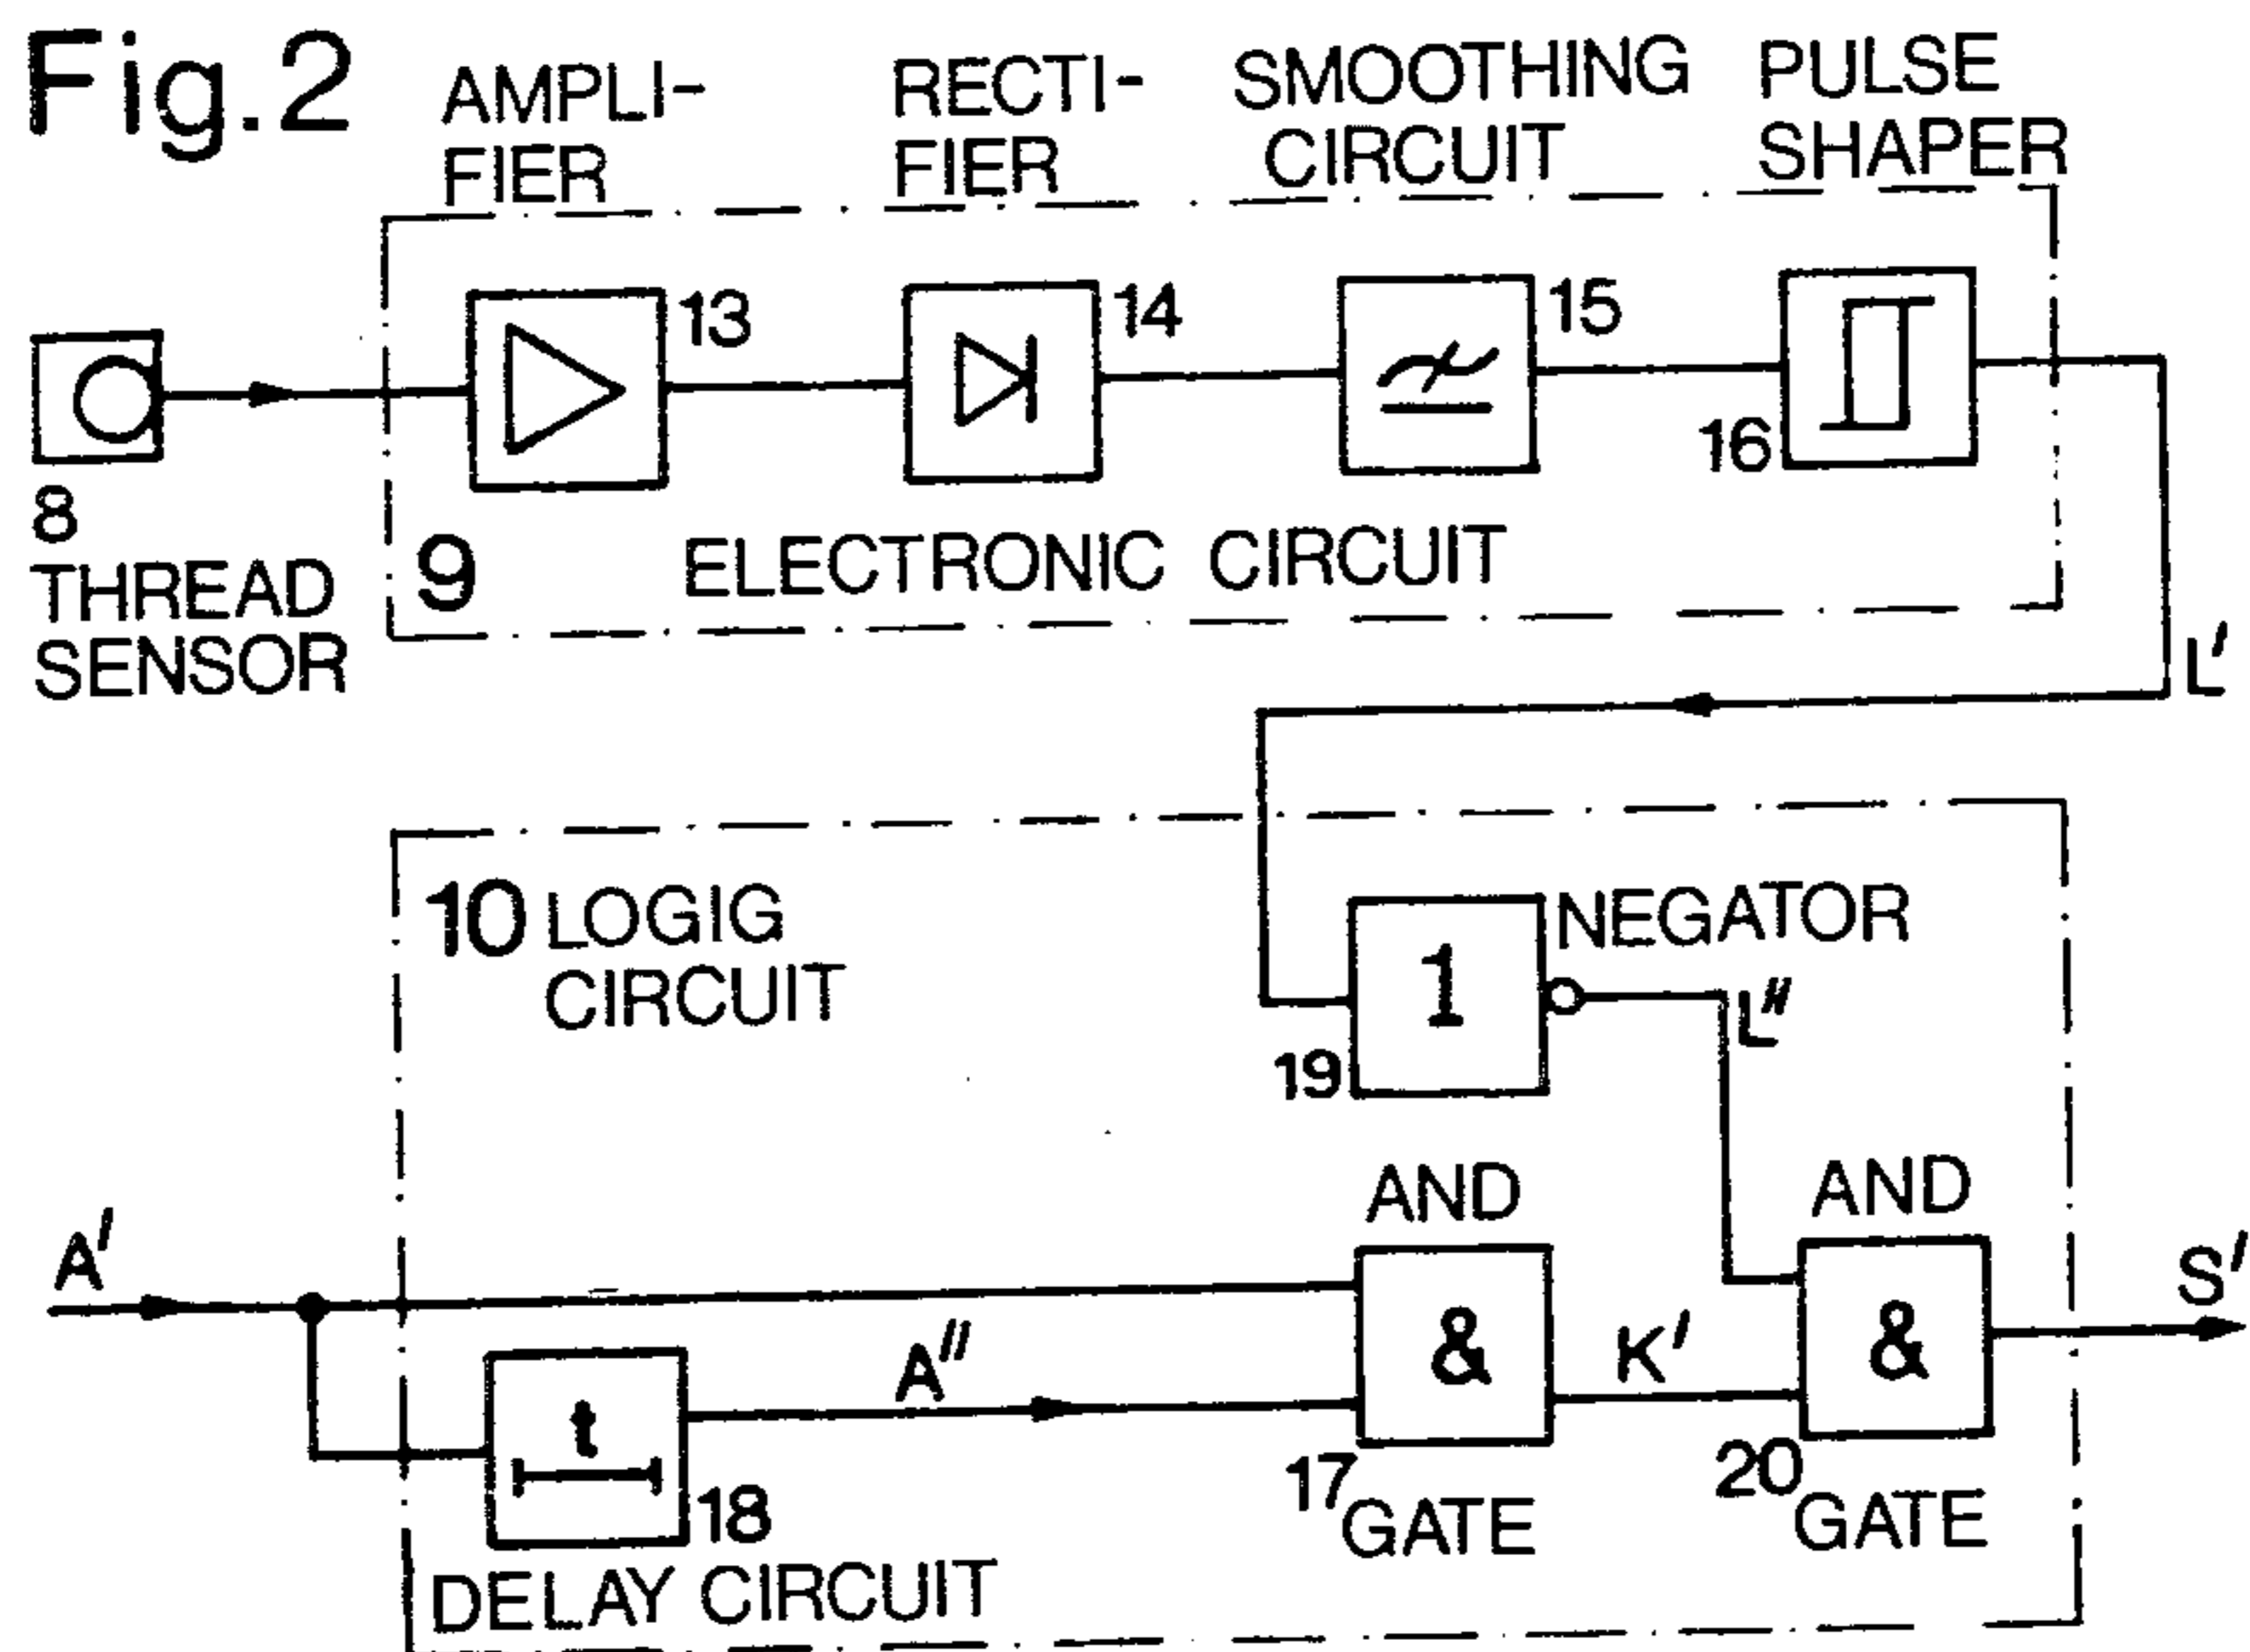 Fig.2
AMPLI-
FIER
RECTI-
FIER
SMOOTHING
CIRCUIT
PULSE
SHAPER
13
14
15
16
8
THREAD
SENSOR
9
ELECTRONIC CIRCUIT
L'
10 LOGIG
CIRCUIT
1
NEGATOR
19
L"
A'
AND
AND
&
&
S'
K'
A"
t
18
17
GATE
20
GATE
DELAY CIRCUIT